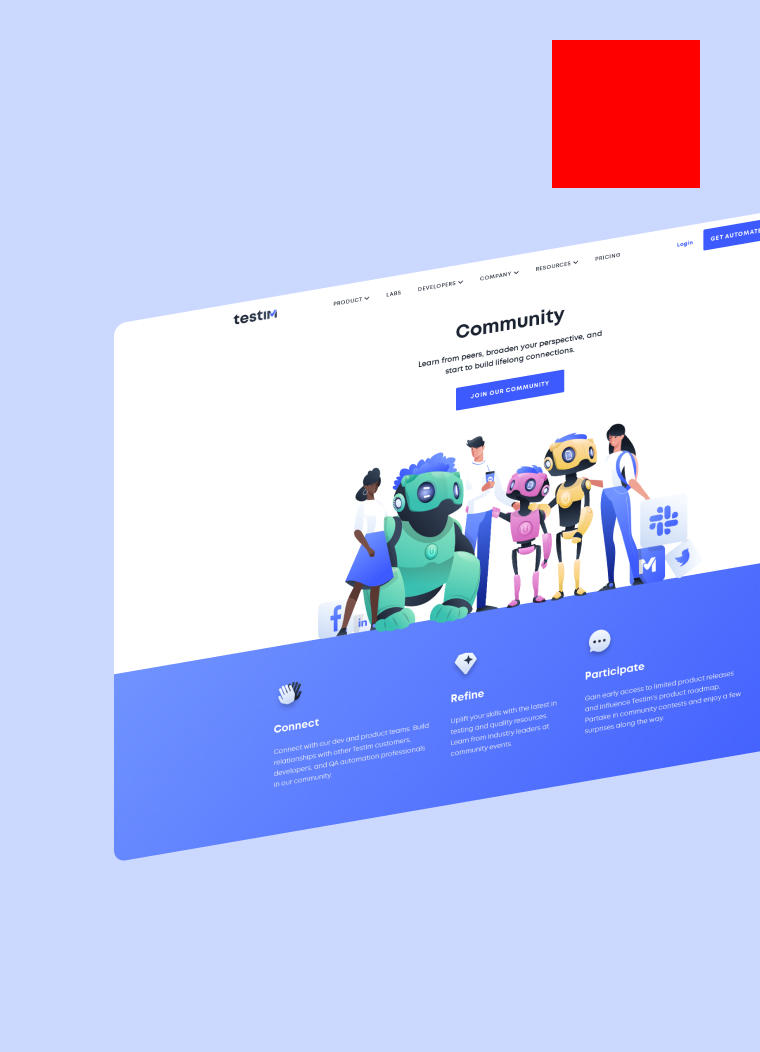 testim
PRODUCT
LABS
DEVELOPERS
COMPANY
RESOURCES
PRICING
Login
GET AUTOMATE
Community
Learn from peers, broaden your perspective, and
start to build lifelong connections.
JOIN OUR COMMUNITY
f
in
M
Connect
Connect with our dev and product teams. Build
relationships with other Testim customers,
developers, and QA automation professionals
in our community.
Refine
Uplift your skills with the latest in
testing and quality resources.
Learn from industry leaders at
community events.
Participate
Gain early access to limited product releases
and influence Testim's product roadmap.
Partake in community contests and enjoy a few
surprises along the way.